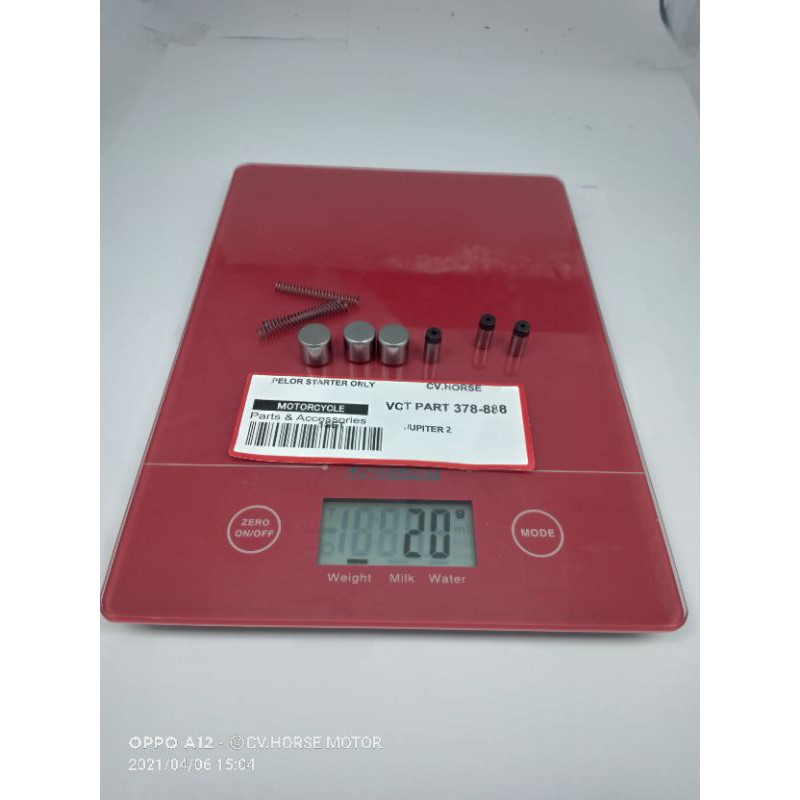 PELOR STARTER ONLY
CV.HORSE
MOTORCYCLE
VCT PART 378-888
Parts & Accessories
JUPITER 2
ZERO
ON/OFF
20
g
MODE
Weight Milk Water
OPPO A12 · ©CV.HORSE MOTOR
2021/04/06 15:04